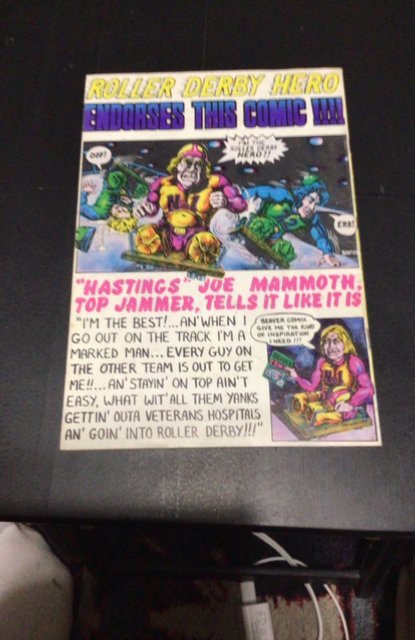 ROLLER DERBY HERO
ENDORSES THIS COMIC !!!!
OOF!
I'M THE
ROLLER DERBY
HERO!!
"HASTINGS" JOE MAMMOTH,
TOP JAMMER, TELLS IT LIKE IT IS
"I'M THE BEST!...AN' WHEN I
GO OUT ON THE TRACK I'M A
MARKED MAN...EVERY GUY ON
THE OTHER TEAM IS OUT TO GET
ME!!...AN' STAYIN' ON TOP AIN'T
EASY, WHAT WIT' ALL THEM YANKS
GETTIN' OUTA VETERANS HOSPITALS
AN' GOIN' INTO ROLLER DERBY!!!"
BEAVER COMIX
GIVE ME THE KIND
OF INSPIRATION
I NEED!!!